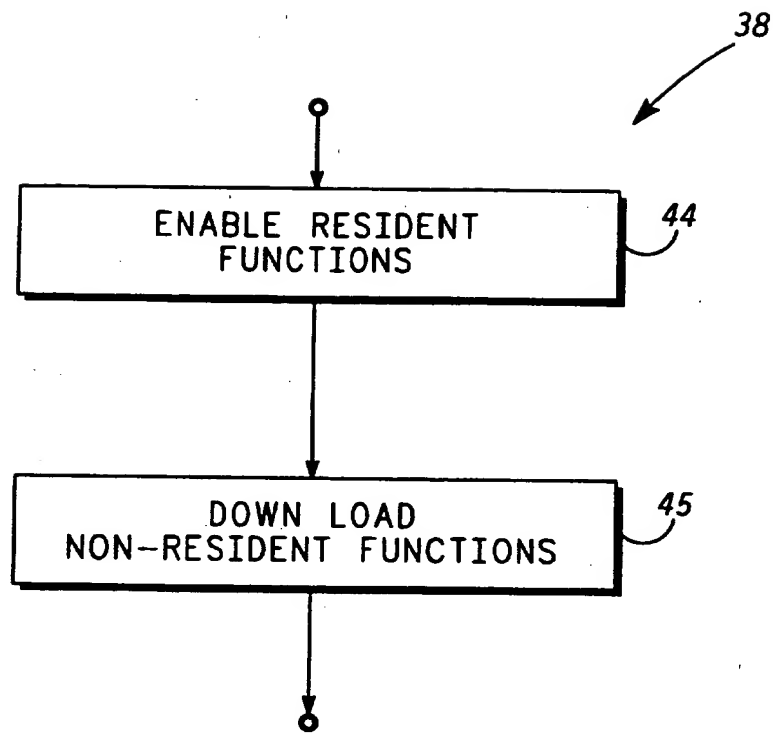 38
ENABLE RESIDENT
FUNCTIONS
44
DOWN LOAD
NON-RESIDENT FUNCTIONS
45